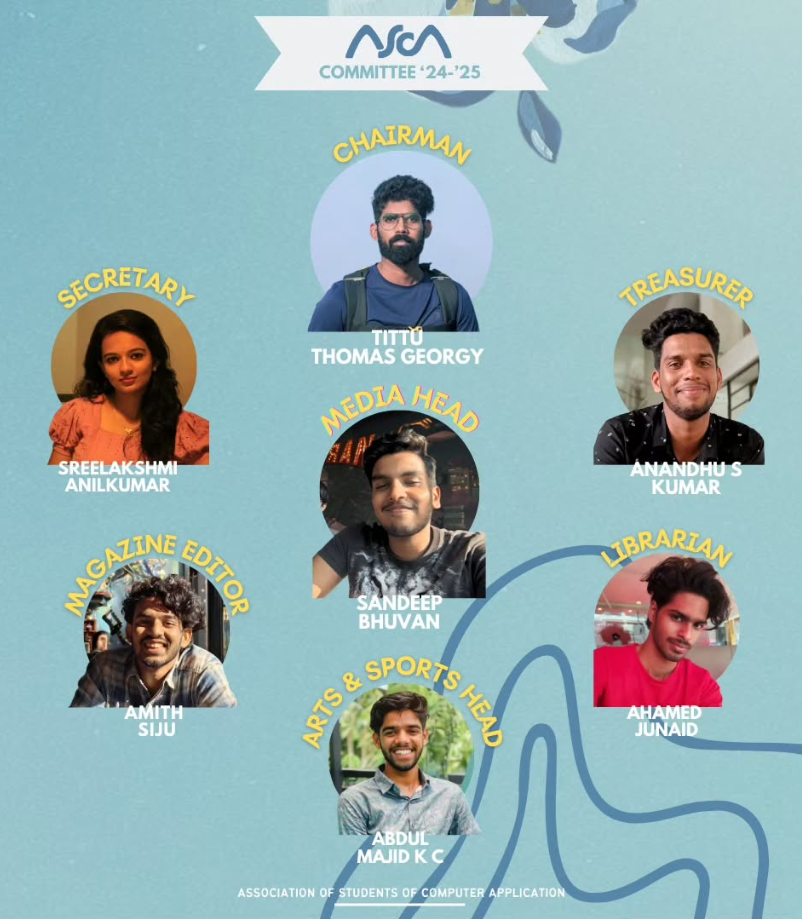 ASCA
COMMITTEE ‘24-’25
CHAIRMAN
TITTU
THOMAS GEORGY
SECRETARY
SREELAKSHMI
ANILKUMAR
TREASURER
ANANDHU S
KUMAR
MEDIA HEAD
SANDEEP
BHUVAN
MAGAZINE EDITOR
AMITH
SIJU
LIBRARIAN
AHAMED
JUNAID
ARTS & SPORTS HEAD
ABDUL
MAJID K C
ASSOCIATION OF STUDENTS OF COMPUTER APPLICATION